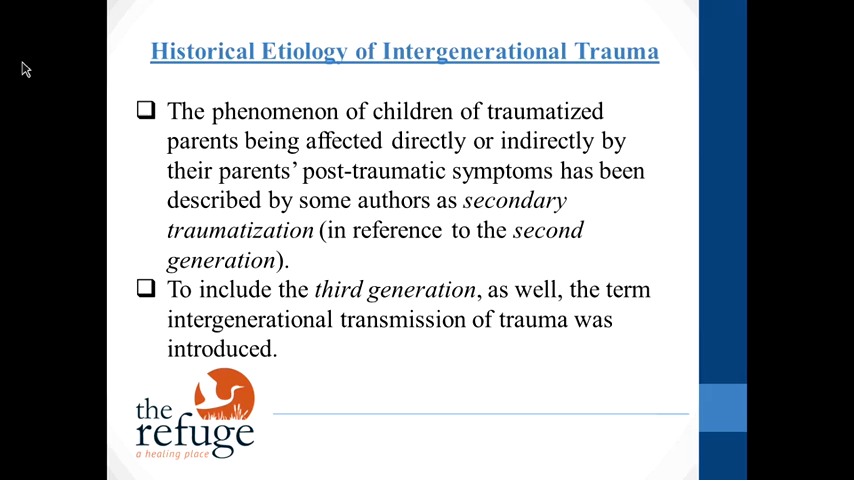 Historical Etiology of Intergenerational Trauma
The phenomenon of children of traumatized
parents being affected directly or indirectly by
their parents’ post-traumatic symptoms has been
described by some authors as secondary
traumatization (in reference to the second
generation).
To include the third generation, as well, the term
intergenerational transmission of trauma was
introduced.
the
refuge
a healing place